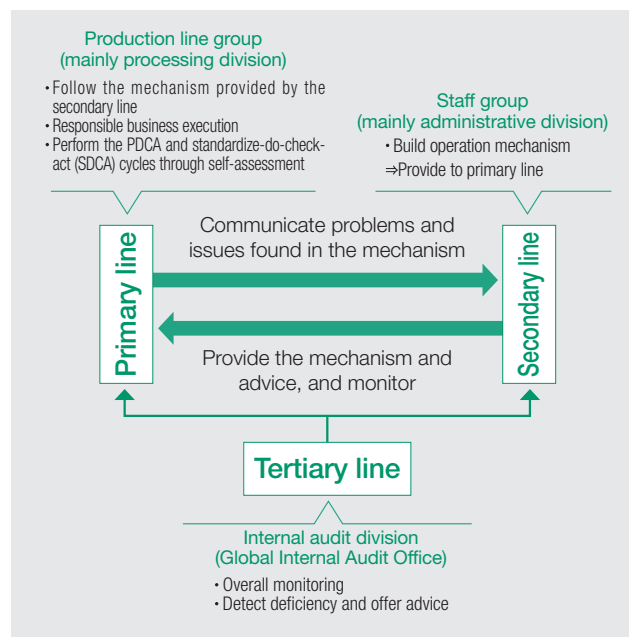 Production line group
(mainly processing division)
• Follow the mechanism provided by the
secondary line
• Responsible business execution
• Perform the PDCA and standardize-do-check-
act (SDCA) cycles through self-assessment
Staff group
(mainly administrative division)
• Build operation mechanism
⇒Provide to primary line
Primary line
Communicate problems and
issues found in the mechanism
Provide the mechanism and
advice, and monitor
Secondary line
Tertiary line
Internal audit division
(Global Internal Audit Office)
• Overall monitoring
• Detect deficiency and offer advice